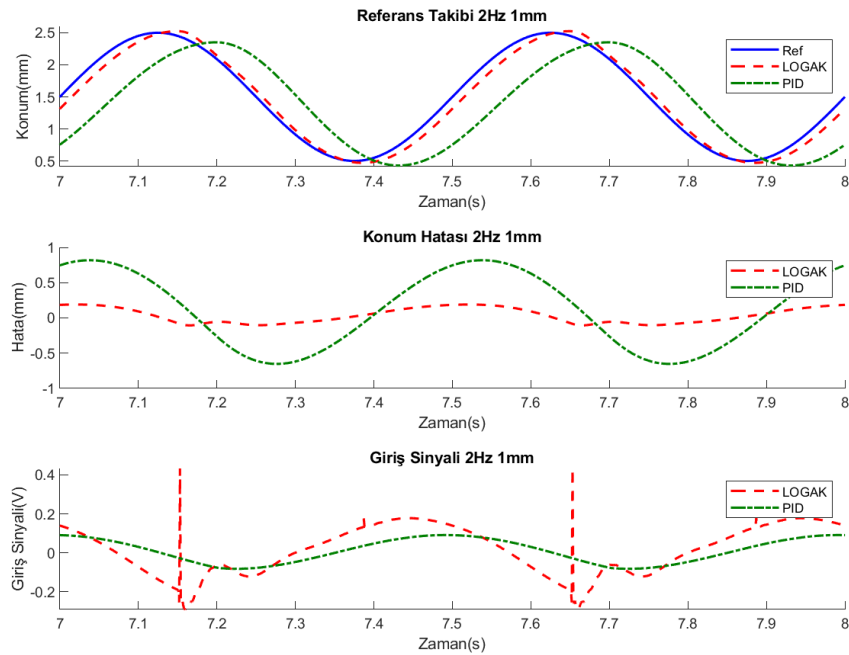 Referans Takibi 2Hz 1mm
Konum(mm)
2.5
2
1.5
1
0.5
Ref
LOGAK
PID
7 7.1 7.2 7.3 7.4 7.5 7.6 7.7 7.8 7.9 8
Zaman(s)
Konum Hatası 2Hz 1mm
Hata(mm)
1
0.5
0
-0.5
-1
LOGAK
PID
7 7.1 7.2 7.3 7.4 7.5 7.6 7.7 7.8 7.9 8
Zaman(s)
Giriş Sinyali 2Hz 1mm
Giriş Sinyali(V)
0.4
0.2
0
-0.2
LOGAK
PID
7 7.1 7.2 7.3 7.4 7.5 7.6 7.7 7.8 7.9 8
Zaman(s)